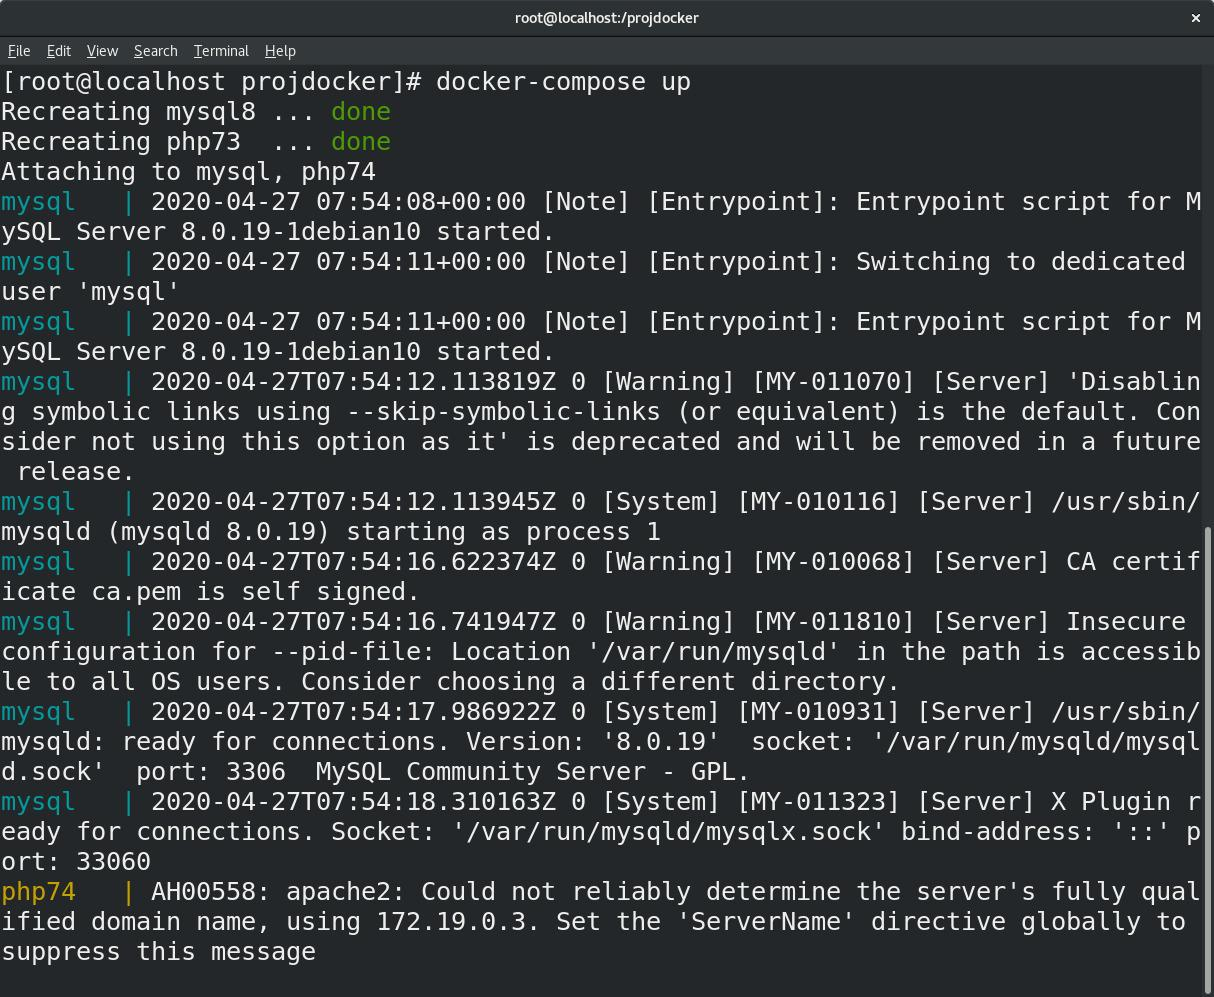 root@localhost:/projdocker
×
File Edit View Search Terminal Help
[root@localhost projdocker]# docker-compose up
Recreating mysql8 ... done
Recreating php73  ... done
Attaching to mysql, php74
mysql   | 2020-04-27 07:54:08+00:00 [Note] [Entrypoint]: Entrypoint script for M
ySQL Server 8.0.19-1debian10 started.
mysql   | 2020-04-27 07:54:11+00:00 [Note] [Entrypoint]: Switching to dedicated
user 'mysql'
mysql   | 2020-04-27 07:54:11+00:00 [Note] [Entrypoint]: Entrypoint script for M
ySQL Server 8.0.19-1debian10 started.
mysql   | 2020-04-27T07:54:12.113819Z 0 [Warning] [MY-011070] [Server] 'Disablin
g symbolic links using --skip-symbolic-links (or equivalent) is the default. Con
sider not using this option as it' is deprecated and will be removed in a future
 release.
mysql   | 2020-04-27T07:54:12.113945Z 0 [System] [MY-010116] [Server] /usr/sbin/
mysqld (mysqld 8.0.19) starting as process 1
mysql   | 2020-04-27T07:54:16.622374Z 0 [Warning] [MY-010068] [Server] CA certif
icate ca.pem is self signed.
mysql   | 2020-04-27T07:54:16.741947Z 0 [Warning] [MY-011810] [Server] Insecure
configuration for --pid-file: Location '/var/run/mysqld' in the path is accessib
le to all OS users. Consider choosing a different directory.
mysql   | 2020-04-27T07:54:17.986922Z 0 [System] [MY-010931] [Server] /usr/sbin/
mysqld: ready for connections. Version: '8.0.19'  socket: '/var/run/mysqld/mysql
d.sock'  port: 3306  MySQL Community Server - GPL.
mysql   | 2020-04-27T07:54:18.310163Z 0 [System] [MY-011323] [Server] X Plugin r
eady for connections. Socket: '/var/run/mysqld/mysqlx.sock' bind-address: '::' p
ort: 33060
php74   | AH00558: apache2: Could not reliably determine the server's fully qual
ified domain name, using 172.19.0.3. Set the 'ServerName' directive globally to
suppress this message